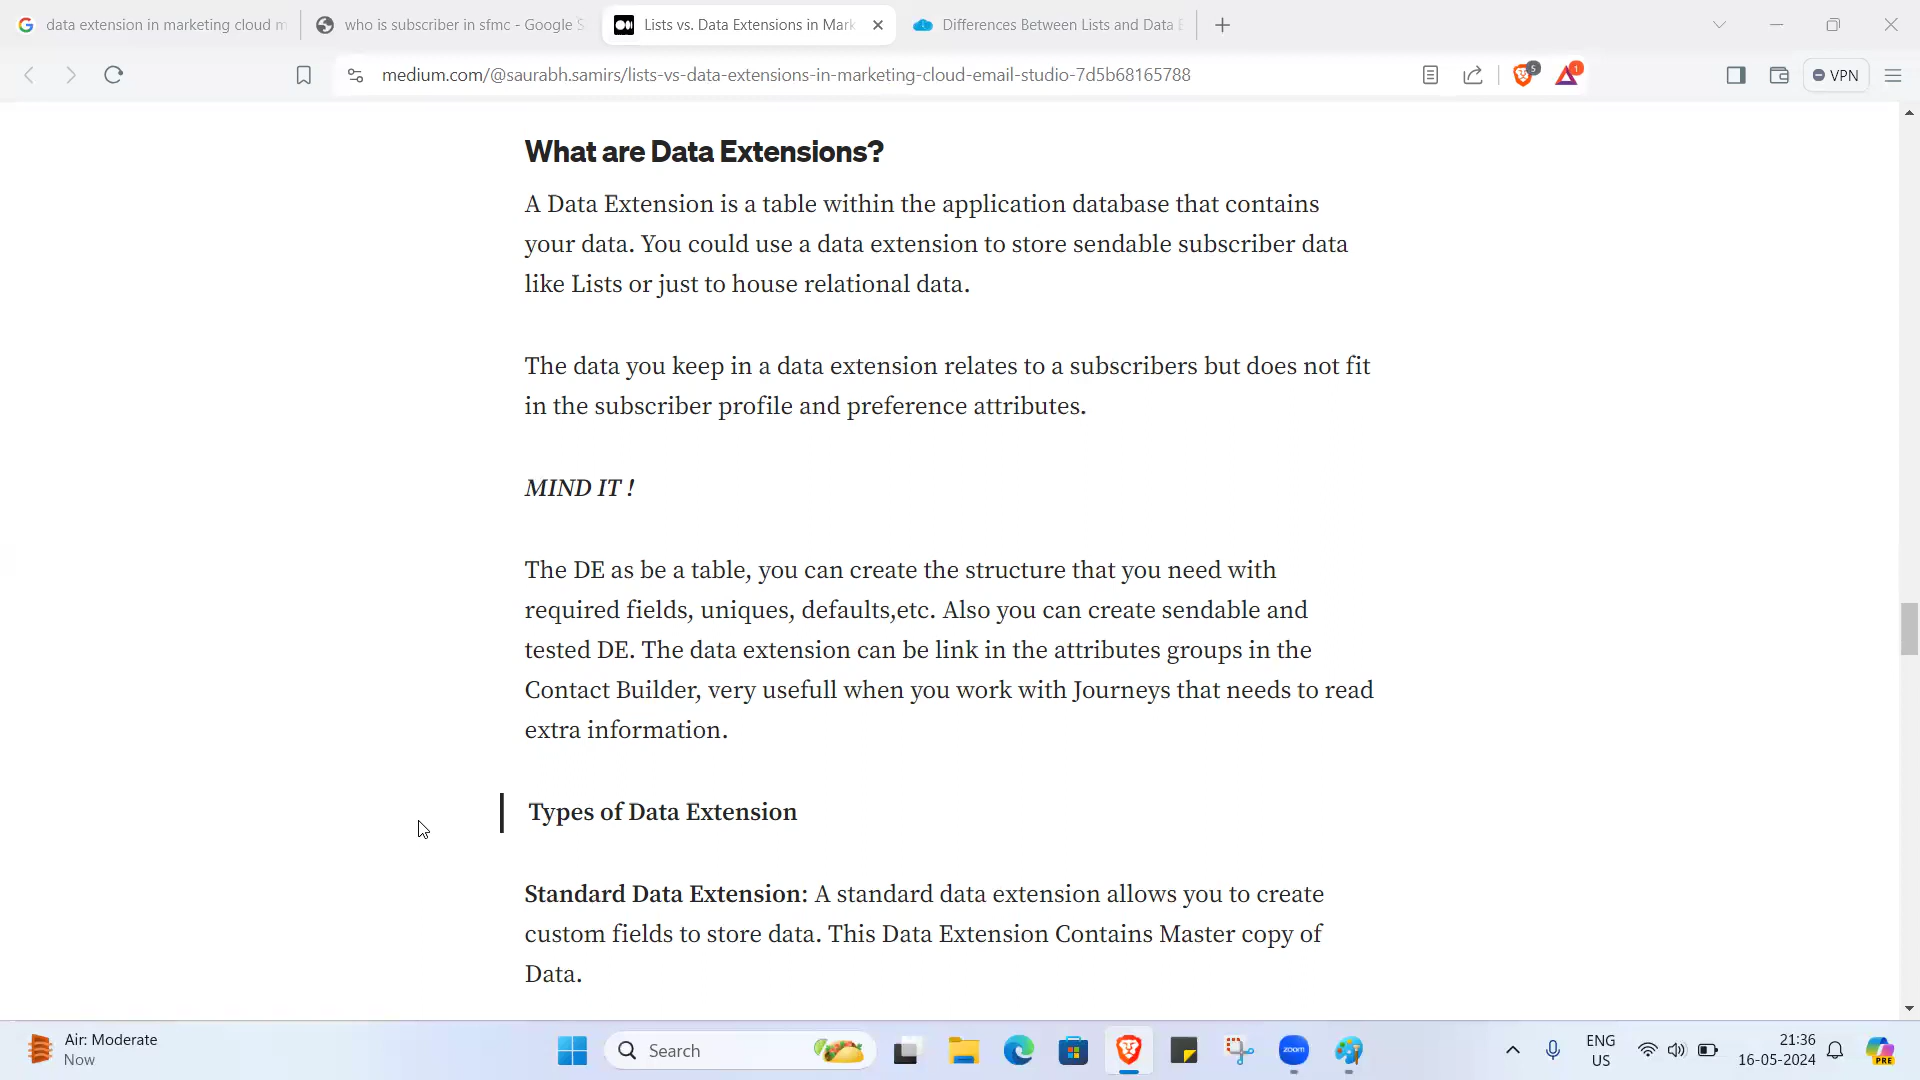 data extension in marketing cloud m
who is subscriber in sfmc - Google S
Lists vs. Data Extensions in Mark
Differences Between Lists and Data E
medium.com/@saurabh.samirs/lists-vs-data-extensions-in-marketing-cloud-email-studio-7d5b68165788
5
1
VPN
What are Data Extensions?
A Data Extension is a table within the application database that contains
your data. You could use a data extension to store sendable subscriber data
like Lists or just to house relational data.
The data you keep in a data extension relates to a subscribers but does not fit
in the subscriber profile and preference attributes.
MIND IT !
The DE as be a table, you can create the structure that you need with
required fields, uniques, defaults,etc. Also you can create sendable and
tested DE. The data extension can be link in the attributes groups in the
Contact Builder, very usefull when you work with Journeys that needs to read
extra information.
Types of Data Extension
Standard Data Extension: A standard data extension allows you to create
custom fields to store data. This Data Extension Contains Master copy of
Data.
Air: Moderate
Now
Search
zoom
ENG
US
21:36
16-05-2024
PRE